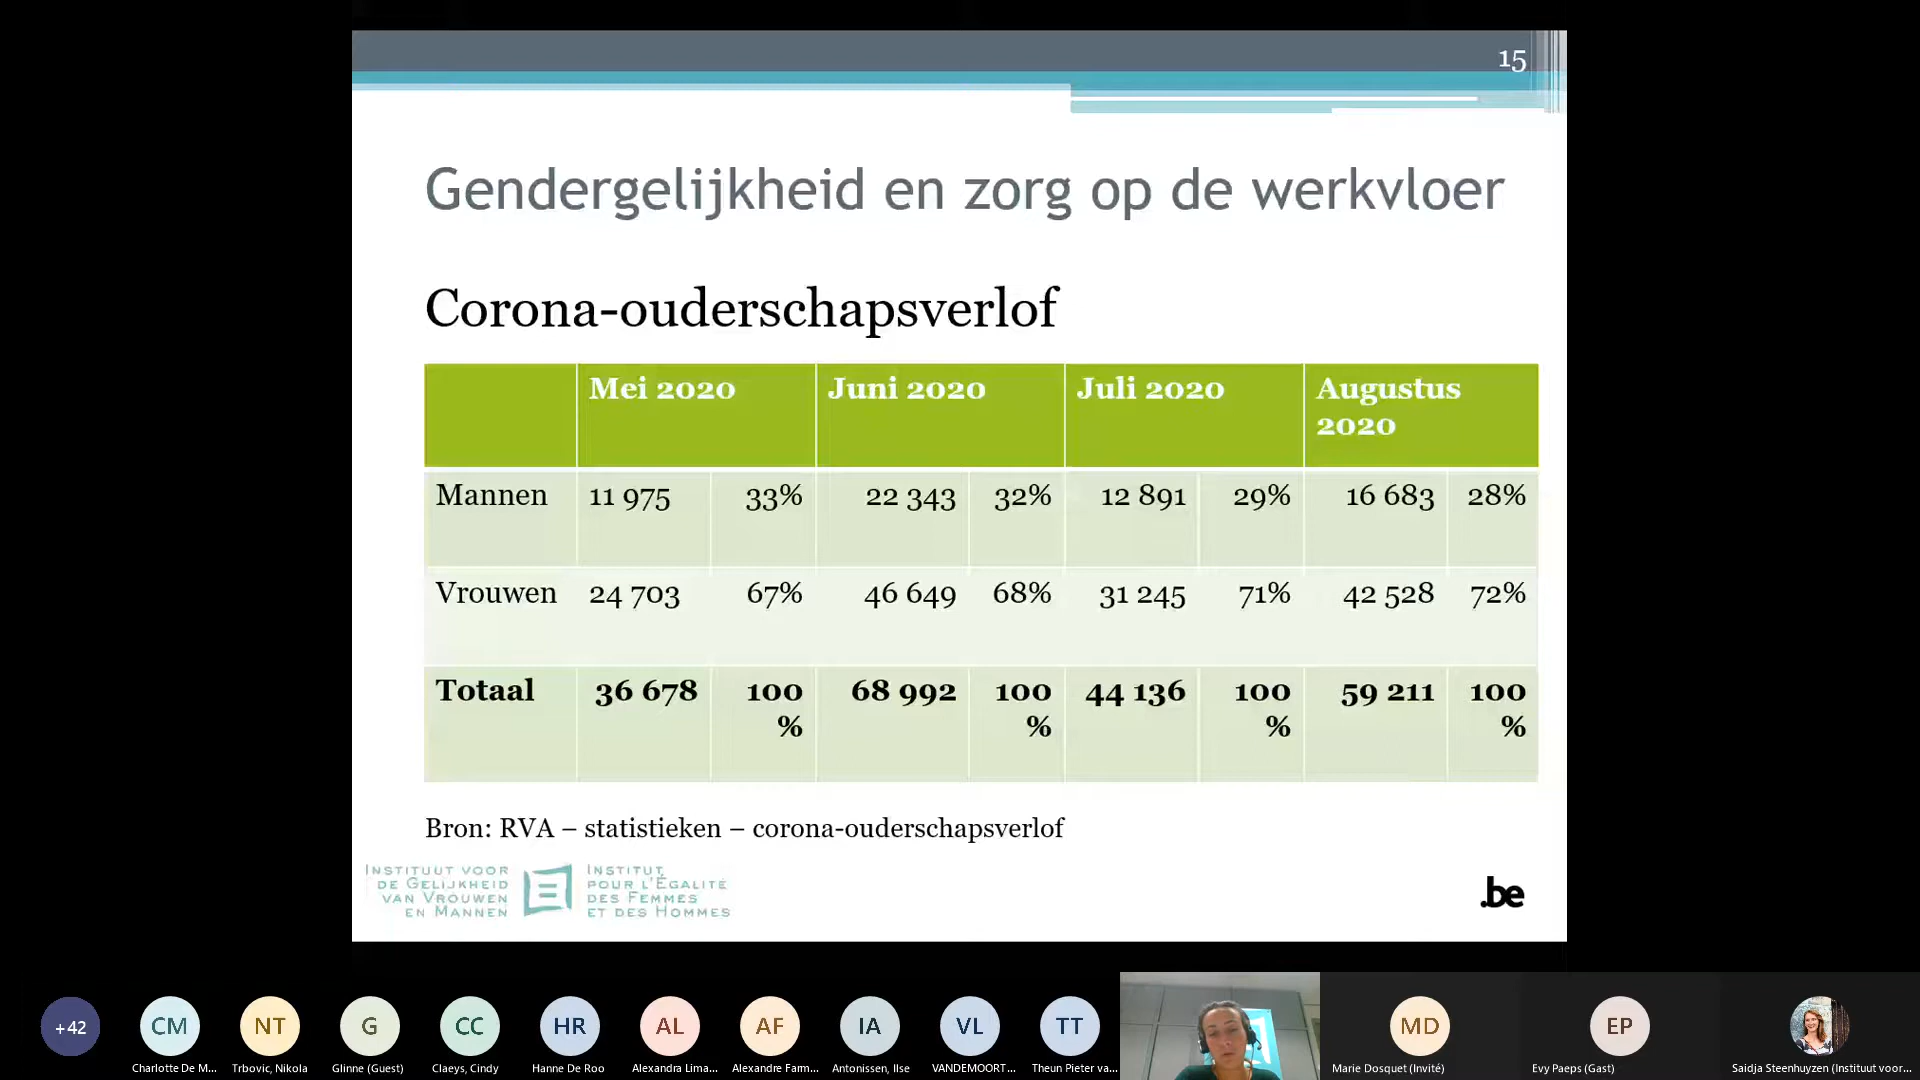 15
Gendergelijkheid en zorg op de werkvloer
Corona-ouderschapsverlof
Mei 2020 Juni 2020 Juli 2020 Augustus 2020
Mannen 11 975 33% 22 343 32% 12 891 29% 16 683 28%
Vrouwen 24 703 67% 46 649 68% 31 245 71% 42 528 72%
Totaal 36 678 100 % 68 992 100 % 44 136 100 % 59 211 100 %
Bron: RVA – statistieken – corona-ouderschapsverlof
INSTITUUT VOOR
DE GELIJKHEID
VAN VROUWEN
EN MANNEN
INSTITUT
POUR L'ÉGALITÉ
DES FEMMES
ET DES HOMMES
.be
+42 CM NT G CC HR AL AF IA VL TT MD EP
Charlotte De M... Trbovic, Nikola Glinne (Guest) Claeys, Cindy Hanne De Roo Alexandra Lima... Alexandre Farm... Antonissen, Ilse VANDEMOORT... Theun Pieter va... Marie Dosquet (Invité) Evy Paeps (Gast) Saidja Steenhuyzen (Instituut voor...